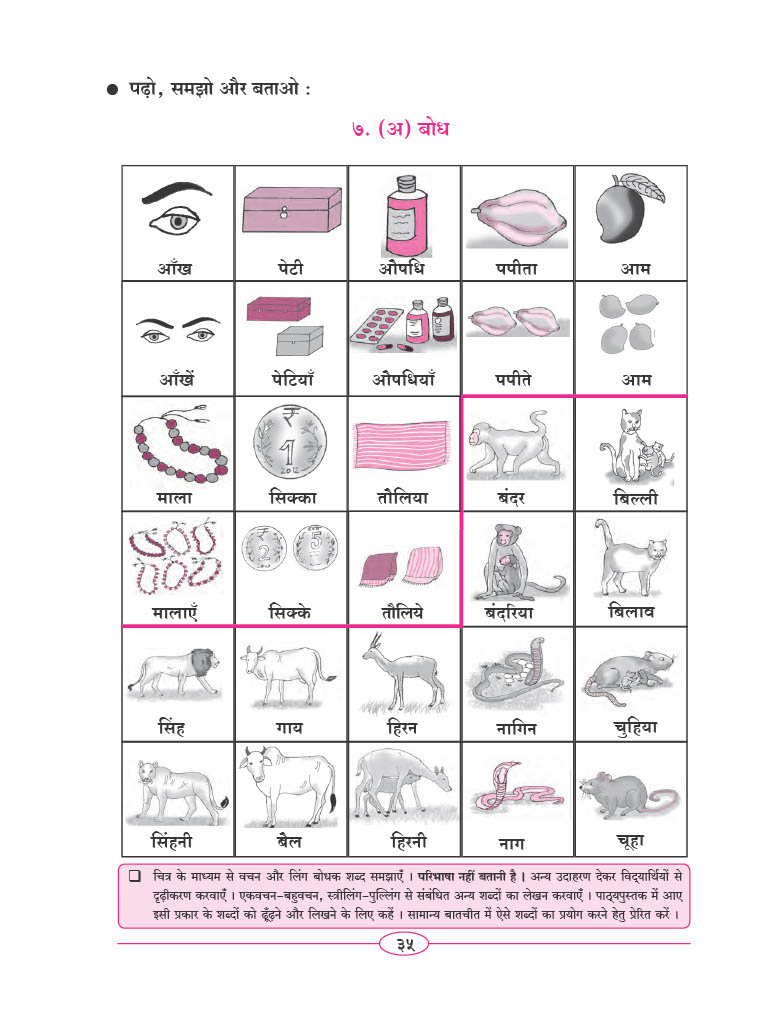 ● पढ़ो, समझो और बताओ :
७. (अ) बोध
आँख पेटी औषधि पपीता आम
आँखें पेटियाँ औषधियाँ पपीते आम
₹ 1 2012
माला सिक्का तौलिया बंदर बिल्ली
₹ 2 5
मालाएँ सिक्के तौलिये बंदरिया बिलाव
सिंह गाय हिरन नागिन चुहिया
सिंहनी बैल हिरनी नाग चूहा
❑ चित्र के माध्यम से वचन और लिंग बोधक शब्द समझाएँ । परिभाषा नहीं बतानी है । अन्य उदाहरण देकर विद्‌यार्थियों से
दृढ़ीकरण करवाएँ । एकवचन-बहुवचन, स्त्रीलिंग-पुल्लिंग से संबंधित अन्य शब्दों का लेखन करवाएँ । पाठ्यपुस्तक में आए
इसी प्रकार के शब्दों को ढूँढ़ने और लिखने के लिए कहें । सामान्य बातचीत में ऐसे शब्दों का प्रयोग करने हेतु प्रेरित करें ।
३५